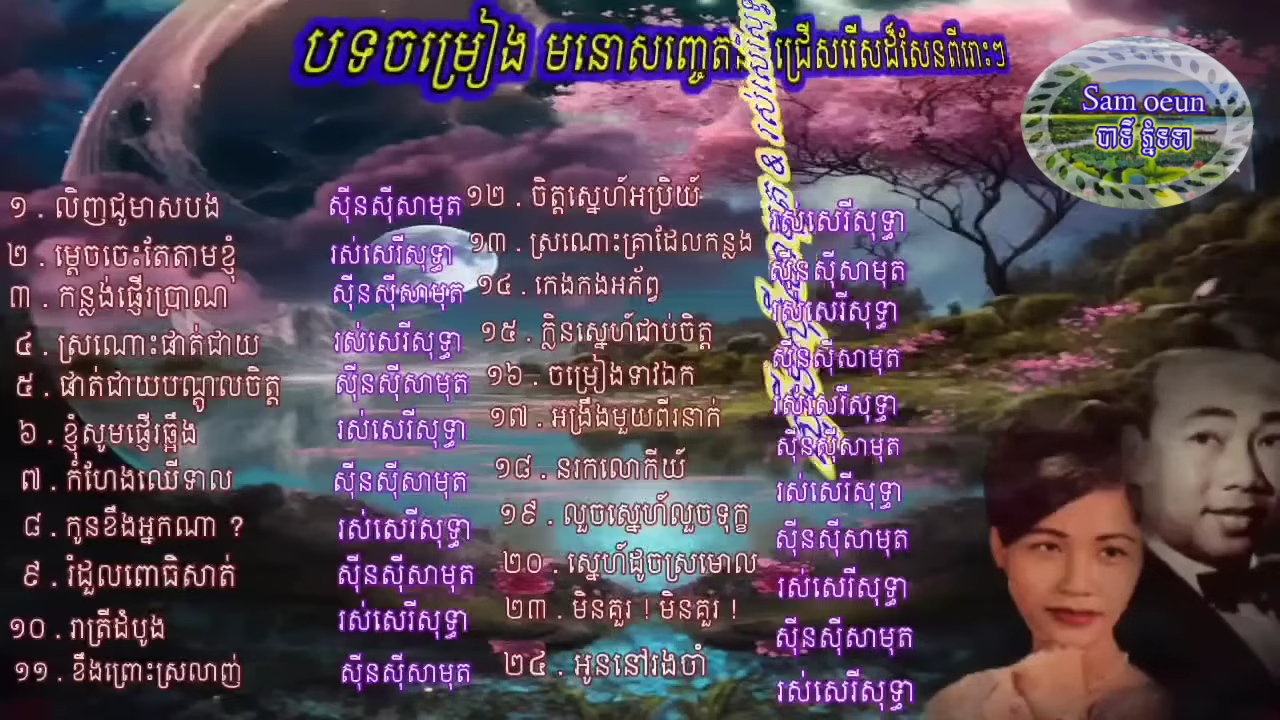 បទចម្រៀង មនោសញ្ចេតនា ជ្រើសរើសដ៏សែនពីរោះៗ
Sam oeun
បាទី ភ្នំទទា
១ . លិញជូមាសបង ស៊ីនស៊ីសាមុត
២ . ម្តេចចេះតែតាមខ្ញុំ រស់សេរីសុទ្ធា
៣ . កន្លង់ផ្ញើរប្រាណ ស៊ីនស៊ីសាមុត
៤ . ស្រណោះផាត់ជាយ រស់សេរីសុទ្ធា
៥ . ផាត់ជាយបណ្តូលចិត្ត ស៊ីនស៊ីសាមុត
៦ . ខ្ញុំសូមផ្ញើរឆ្អឹង រស់សេរីសុទ្ធា
៧ . កំហែងឈើទាល ស៊ីនស៊ីសាមុត
៨ . កូនខឹងអ្នកណា ? រស់សេរីសុទ្ធា
៩ . រំដួលពោធិសាត់ ស៊ីនស៊ីសាមុត
១០ . រាត្រីដំបូង រស់សេរីសុទ្ធា
១១ . ខឹងព្រោះស្រលាញ់ ស៊ីនស៊ីសាមុត
១២ . ចិត្តស្នេហ៍អប្រិយ៍ រស់សេរីសុទ្ធា
១៣ . ស្រណោះគ្រាដែលកន្លង ស៊ីនស៊ីសាមុត
១៤ . កេងកងអភ័ព្វ រស់សេរីសុទ្ធា
១៥ . ក្លិនស្នេហ៍ជាប់ចិត្ត ស៊ីនស៊ីសាមុត
១៦ . ចម្រៀងទាវឯក រស់សេរីសុទ្ធា
១៧ . អង្រឹងមួយពីរនាក់ ស៊ីនស៊ីសាមុត
១៨ . នរកលោកីយ៍ រស់សេរីសុទ្ធា
១៩ . លួចស្នេហ៍លួចទុក្ខ ស៊ីនស៊ីសាមុត
២០ . ស្នេហ៍ដូចស្រមោល រស់សេរីសុទ្ធា
២៣ . មិនគួរ ! មិនគួរ ! ស៊ីនស៊ីសាមុត
២៤ . អូននៅរងចាំ រស់សេរីសុទ្ធា